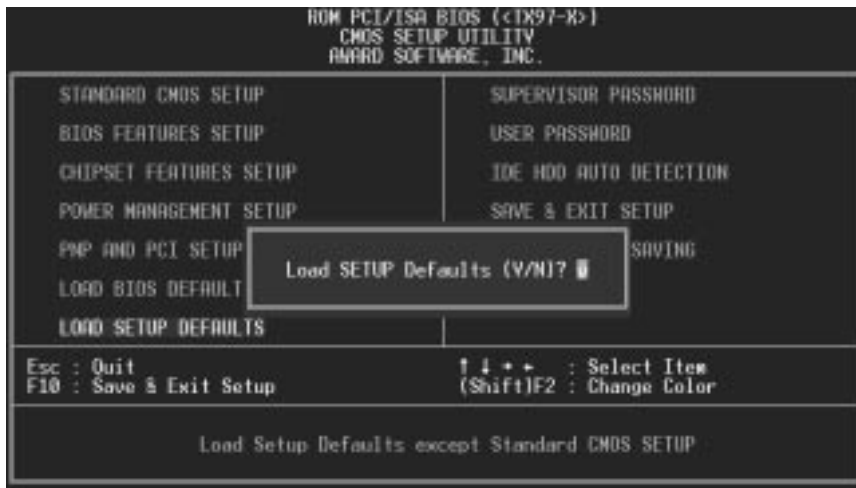 ROM PCI/ISA BIOS (<TX97-X>)
CMOS SETUP UTILITY
AWARD SOFTWARE, INC.
STANDARD CMOS SETUP
BIOS FEATURES SETUP
CHIPSET FEATURES SETUP
POWER MANAGEMENT SETUP
PNP AND PCI SETUP
LOAD BIOS DEFAULT
LOAD SETUP DEFAULTS
SUPERVISOR PASSWORD
USER PASSWORD
IDE HDD AUTO DETECTION
SAVE & EXIT SETUP
SAVING
Load SETUP Defaults (Y/N)?
Esc : Quit
F10 : Save & Exit Setup
↑ ↓ → ← : Select Item
(Shift)F2 : Change Color
Load Setup Defaults except Standard CMOS SETUP